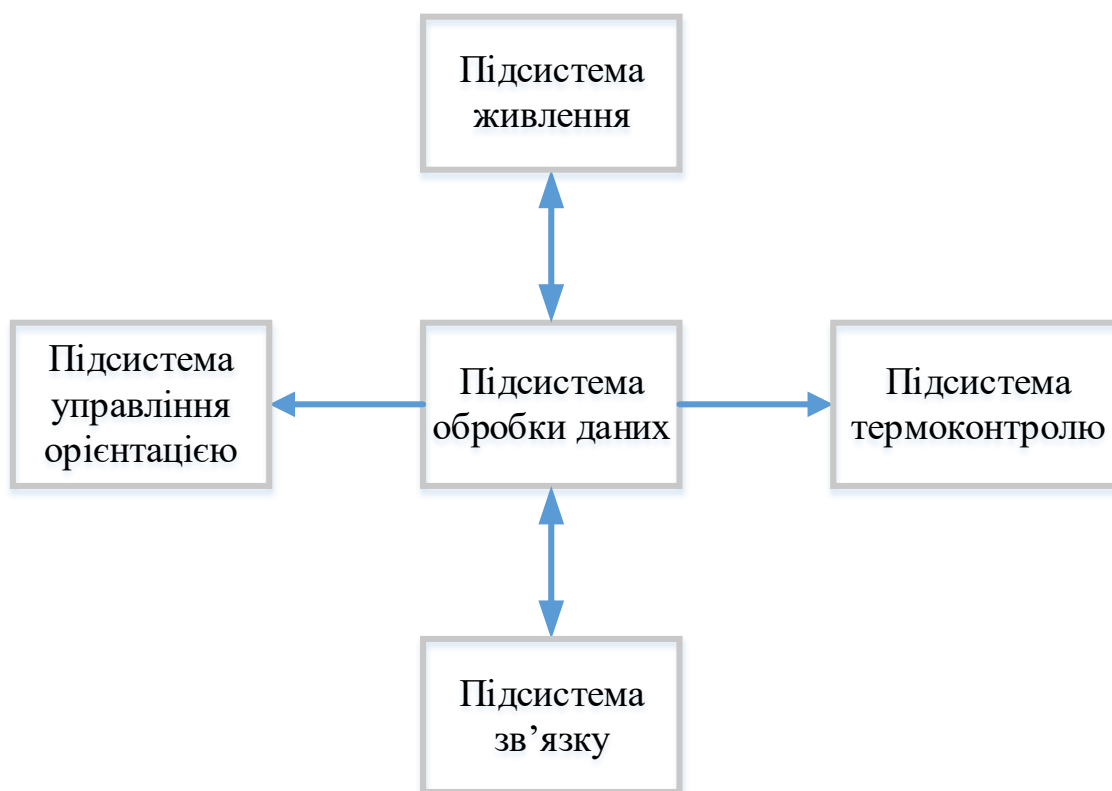 Підсистема
живлення
Підсистема
управління
орієнтацією
Підсистема
обробки даних
Підсистема
термоконтролю
Підсистема
зв’язку